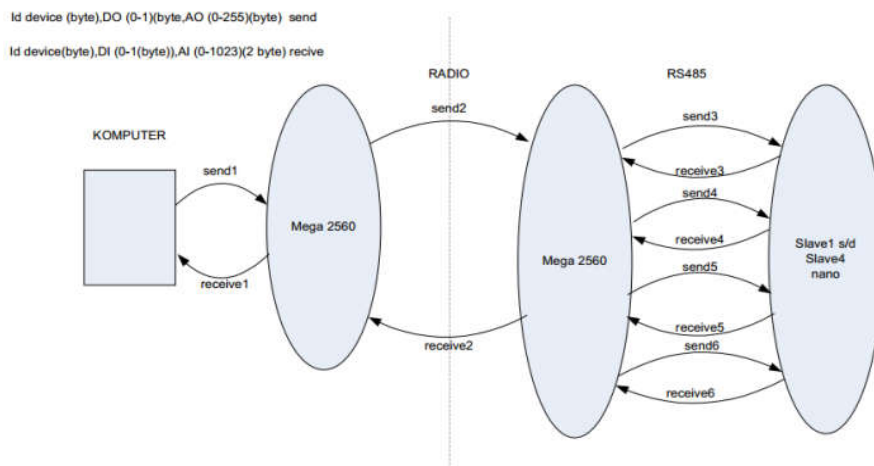 Id device (byte),DO (0-1)(byte,AO (0-255)(byte)  send
Id device(byte),DI (0-1(byte)),AI (0-1023)(2 byte) recive
RADIO
RS485
KOMPUTER
send1
receive1
Mega 2560
send2
receive2
Mega 2560
send3
receive3
send4
receive4
send5
receive5
send6
receive6
Slave1 s/d
Slave4
nano